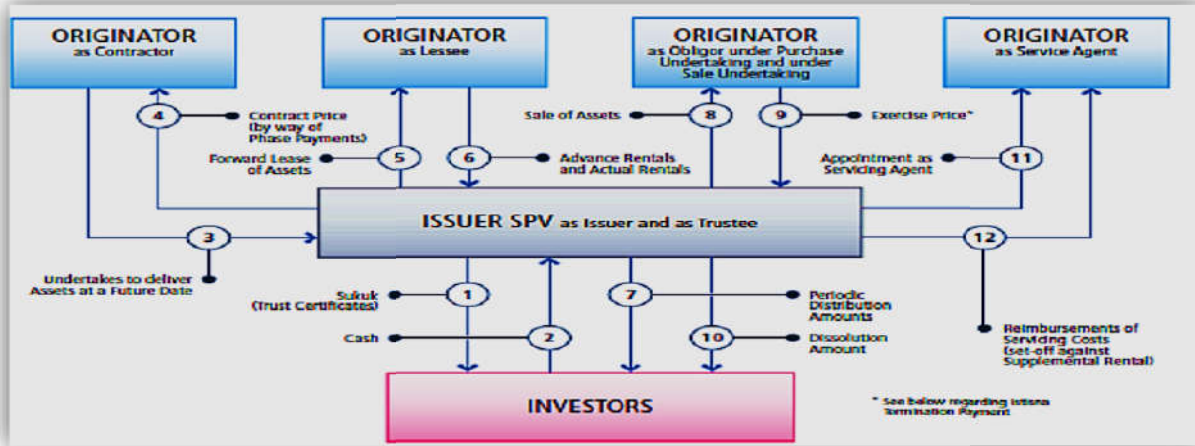 ORIGINATOR
as Contractor
ORIGINATOR
as Lessee
ORIGINATOR
as Obligor under Purchase
Undertaking and under
Sale Undertaking
ORIGINATOR
as Service Agent
4
Contract Price
(by way of
Phase Payments)
Sale of Assets
8
9
Exercise Price*
Forward Lease
of Assets
5
6
Advance Rentals
and Actual Rentals
Appointment as
Servicing Agent
11
ISSUER SPV as Issuer and as Trustee
3
12
Undertakes to deliver
Assets at a Future Date
Sukuk
(Trust Certificates)
1
7
Periodic
Distribution
Amounts
Cash
2
10
Dissolution
Amount
Reimbursements of
Servicing Costs
(set-off against
Supplemental Rental)
INVESTORS
* See below regarding Istisna
Termination Payment